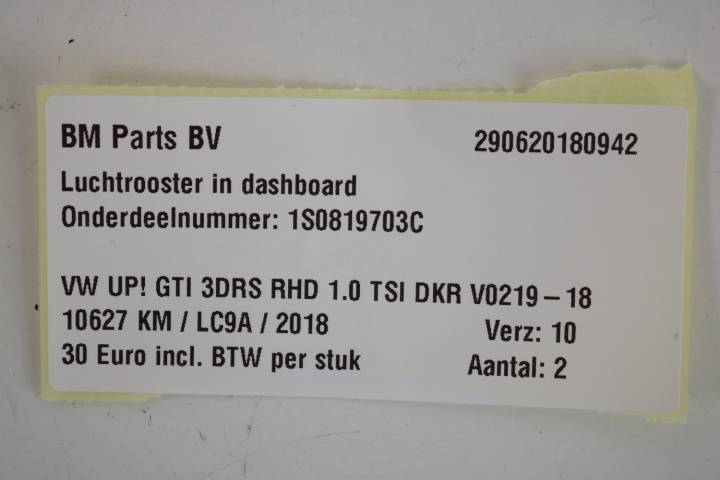 BM Parts BV 290620180942
Luchtrooster in dashboard
Onderdeelnummer: 1S0819703C
VW UP! GTI 3DRS RHD 1.0 TSI DKR V0219-18
10627 KM / LC9A / 2018 Verz: 10
30 Euro incl. BTW per stuk Aantal: 2